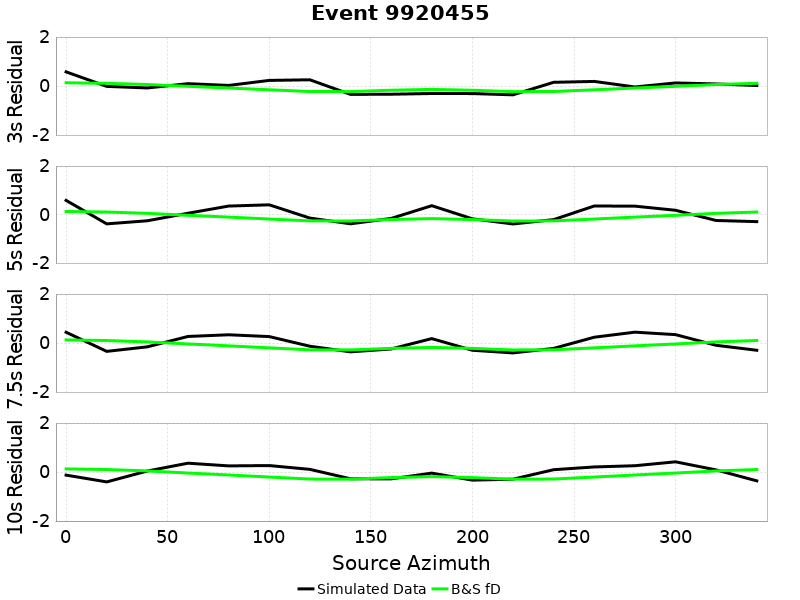 Event 9920455
2
0
-2
3s Residual
2
0
-2
5s Residual
2
0
-2
7.5s Residual
2
0
-2
10s Residual
0 50 100 150 200 250 300
Source Azimuth
Simulated Data B&S fD